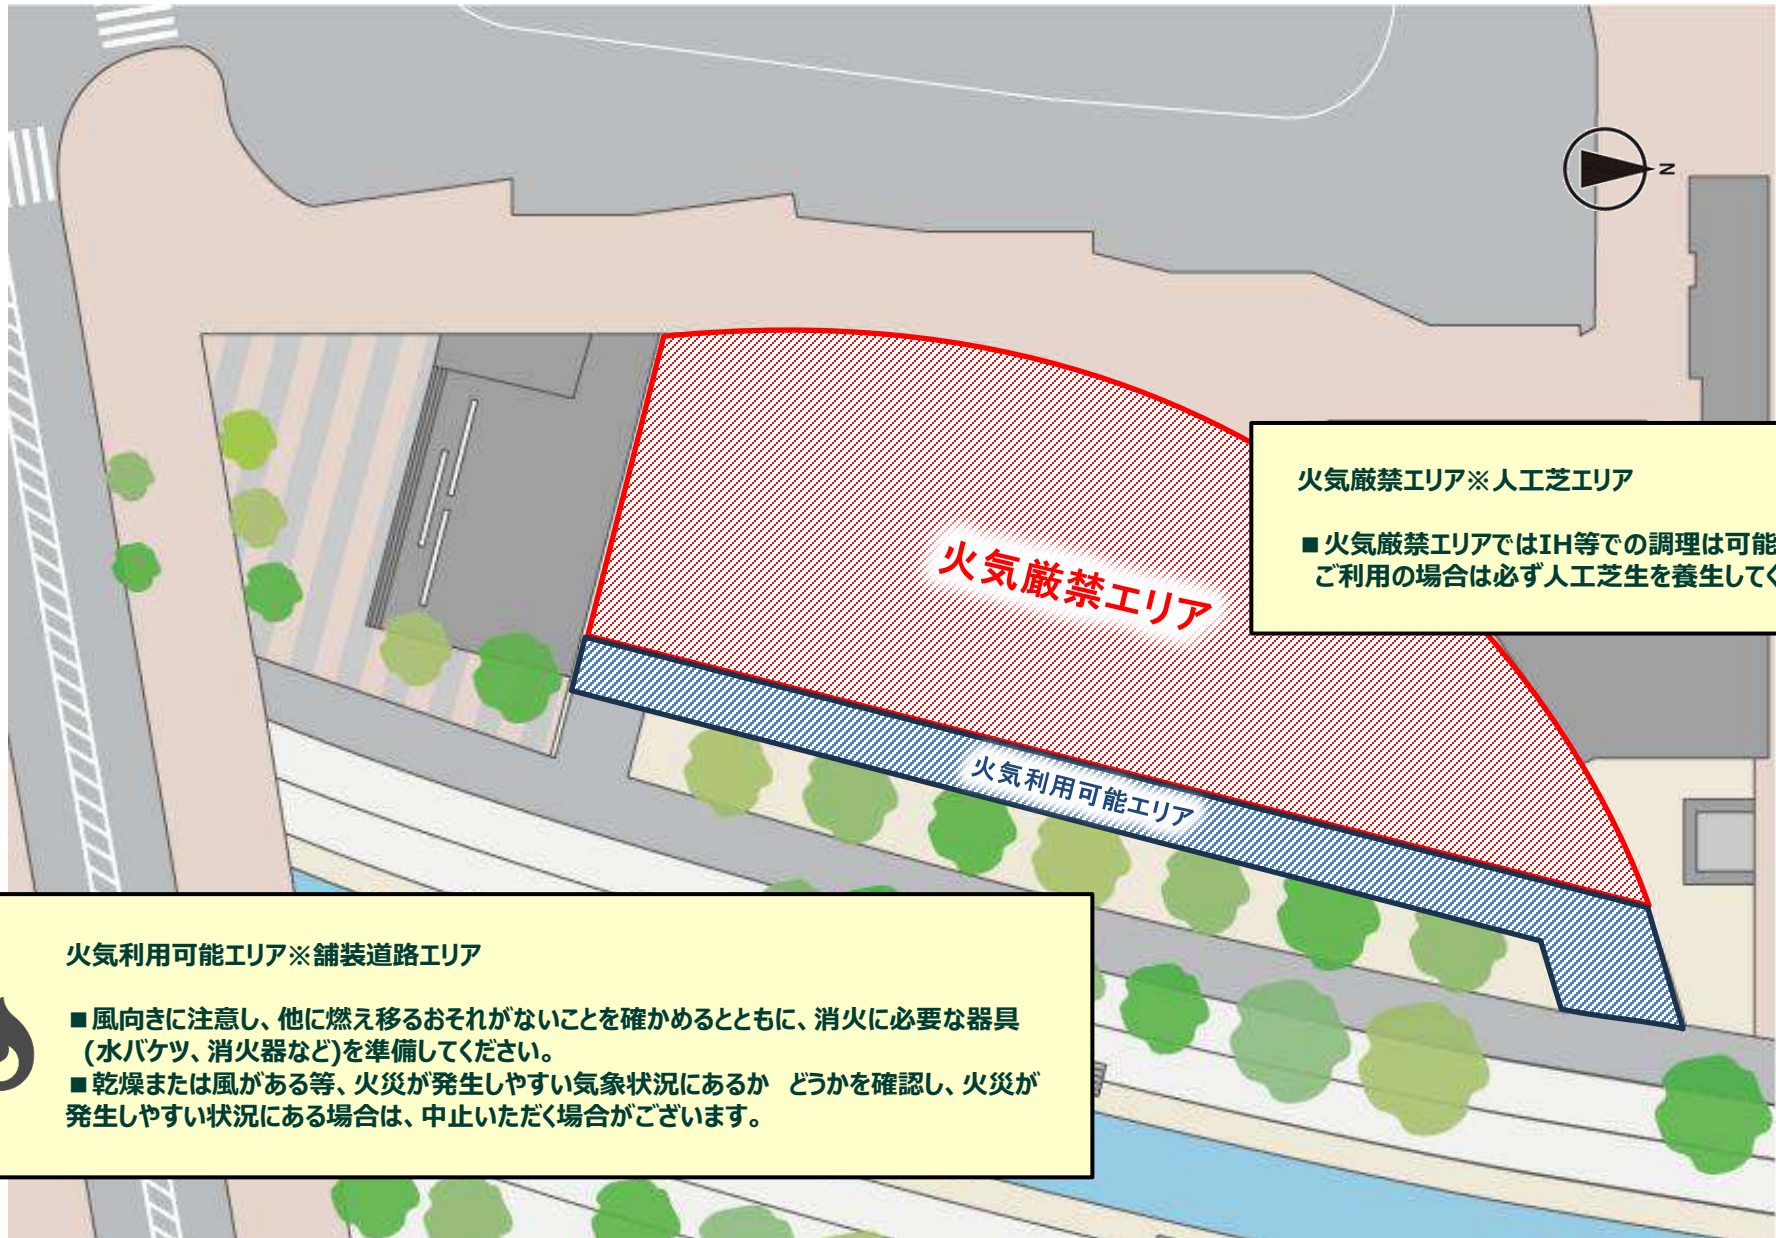 N
火気厳禁エリア※人工芝エリア
■火気厳禁エリアではIH等での調理は可能
ご利用の場合は必ず人工芝生を養生してく
火気厳禁エリア
火気利用可能エリア
火気利用可能エリア※舗装道路エリア
■風向きに注意し、他に燃え移るおそれがないことを確かめるとともに、消火に必要な器具
(水バケツ、消火器など)を準備してください。
■乾燥または風がある等、火災が発生しやすい気象状況にあるか　どうかを確認し、火災が
発生しやすい状況にある場合は、中止いただく場合がございます。